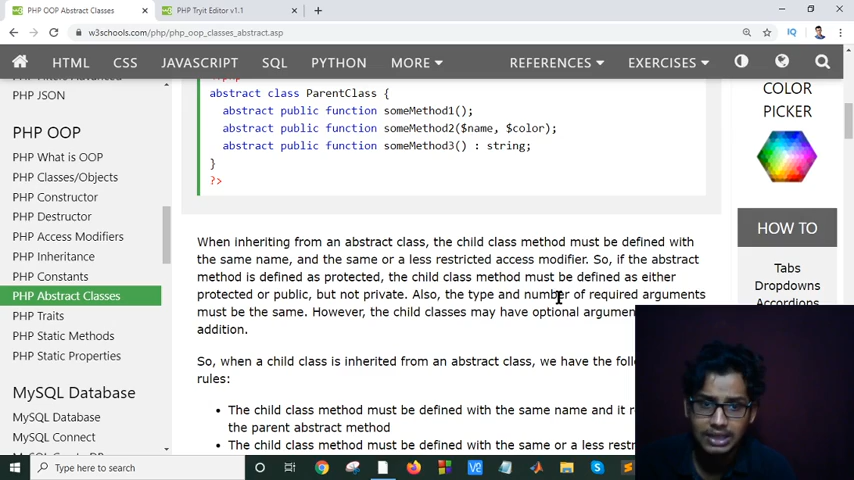 PHP OOP Abstract Classes
PHP Tryit Editor v1.1
w3schools.com/php/php_oop_classes_abstract.asp
IQ
HTML CSS JAVASCRIPT SQL PYTHON MORE REFERENCES EXERCISES
PHP JSON
PHP OOP
PHP What is OOP
PHP Classes/Objects
PHP Constructor
PHP Destructor
PHP Access Modifiers
PHP Inheritance
PHP Constants
PHP Abstract Classes
PHP Traits
PHP Static Methods
PHP Static Properties
MySQL Database
MySQL Database
MySQL Connect
abstract class ParentClass {
abstract public function someMethod1();
abstract public function someMethod2($name, $color);
abstract public function someMethod3() : string;
}
?>
When inheriting from an abstract class, the child class method must be defined with
the same name, and the same or a less restricted access modifier. So, if the abstract
method is defined as protected, the child class method must be defined as either
protected or public, but not private. Also, the type and number of required arguments
must be the same. However, the child classes may have optional
addition.
So, when a child class is inherited from an abstract class, we have the
rules:
• The child class method must be defined with the same name and it
the parent abstract method
• The child class method must be defined with the same or a less
COLOR
PICKER
HOW TO
Tabs
Dropdowns
Accordions
Type here to search